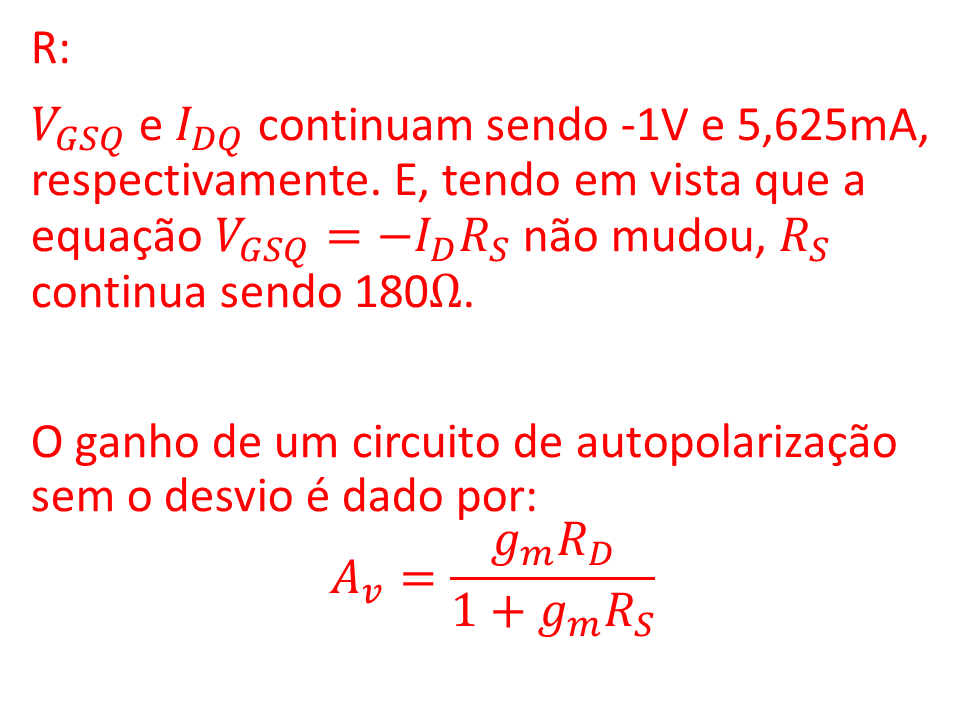 R:
$V_{GSQ}$ e $I_{DQ}$ continuam sendo -1V e 5,625mA,
respectivamente. E, tendo em vista que a
equação $V_{GSQ} = -I_D R_S$ não mudou, $R_S$
continua sendo 180Ω.
O ganho de um circuito de autopolarização
sem o desvio é dado por:
$A_v = \frac{g_m R_D}{1 + g_m R_S}$